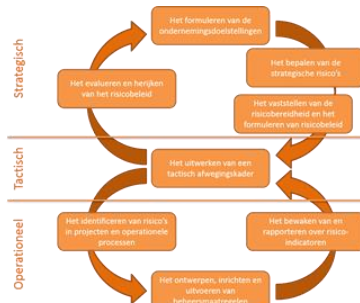 Strategisch
Het formuleren van de
ondernemingsdoelstellingen
Het bepalen van de
strategische risico's
Het evalueren en herijken
van het risicobeleid
Het vaststellen van de
risicobereidheid en het
formuleren van risicobeleid
Tactisch
Het uitwerken van een
tactisch afwegingskader
Operationeel
Het identificeren van risico's
in projecten en operationele
processen
Het bewaken van en
rapporteren over risico-
indicatoren
Het ontwerpen, inrichten en
uitvoeren van
beheersmaatregelen